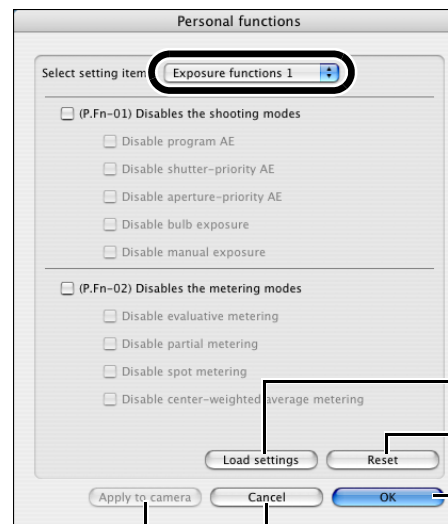 Personal functions
Select setting item Exposure functions 1
(P.Fn-01) Disables the shooting modes
Disable program AE
Disable shutter-priority AE
Disable aperture-priority AE
Disable bulb exposure
Disable manual exposure
(P.Fn-02) Disables the metering modes
Disable evaluative metering
Disable partial metering
Disable spot metering
Disable center-weighted average metering
Load settings Reset
Apply to camera Cancel OK